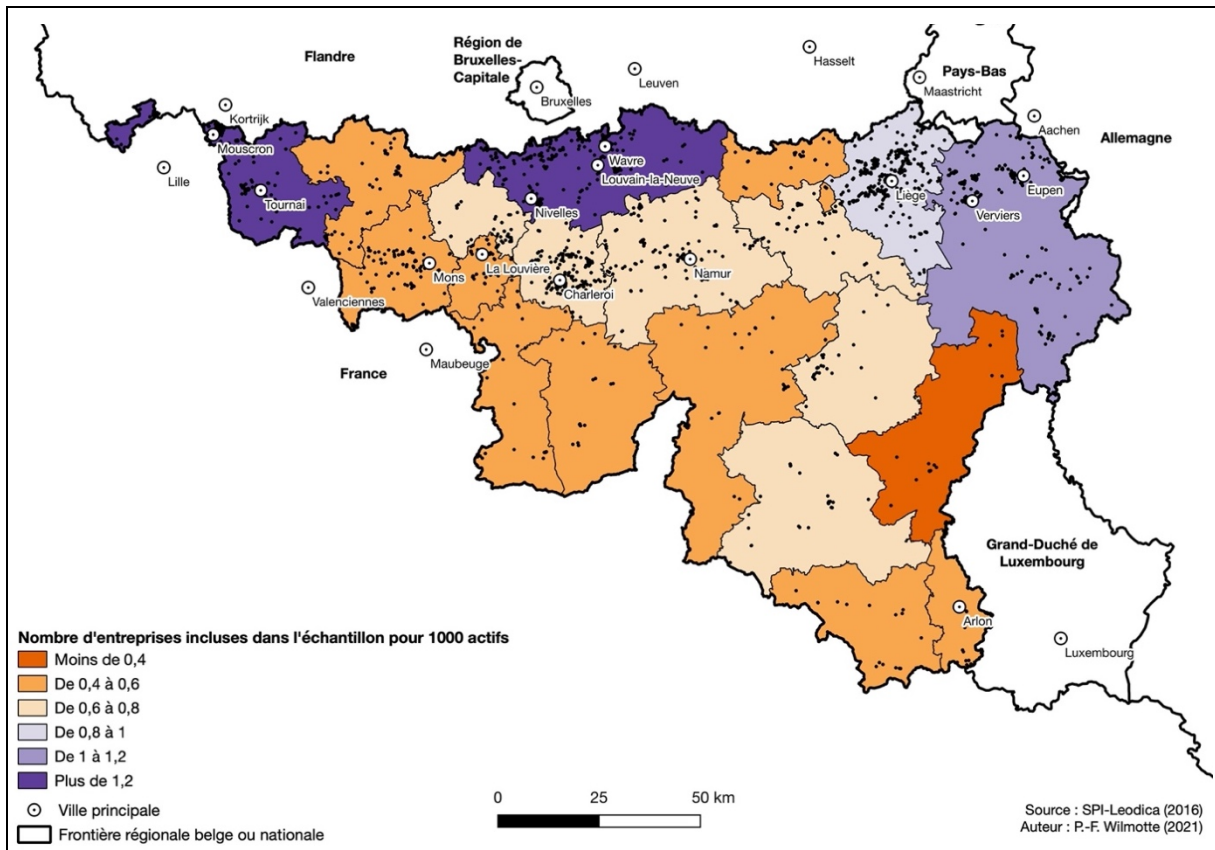 Flandre
Région de
Bruxelles-
Capitale
Bruxelles
Leuven
Hasselt
Pays-Bas
Maastricht
Aachen
Allemagne
Kortrijk
Mouscron
Lille
Tournai
Wavre
Louvain-la-Neuve
Nivelles
Liège
Eupen
Verviers
Mons
La Louvière
Charleroi
Namur
Valenciennes
Maubeuge
France
Grand-Duché de
Luxembourg
Arlon
Luxembourg
Nombre d'entreprises incluses dans l'échantillon pour 1000 actifs
Moins de 0,4
De 0,4 à 0,6
De 0,6 à 0,8
De 0,8 à 1
De 1 à 1,2
Plus de 1,2
Ville principale
Frontière régionale belge ou nationale
0 25 50 km
Source : SPI-Leodica (2016)
Auteur : P.-F. Wilmotte (2021)